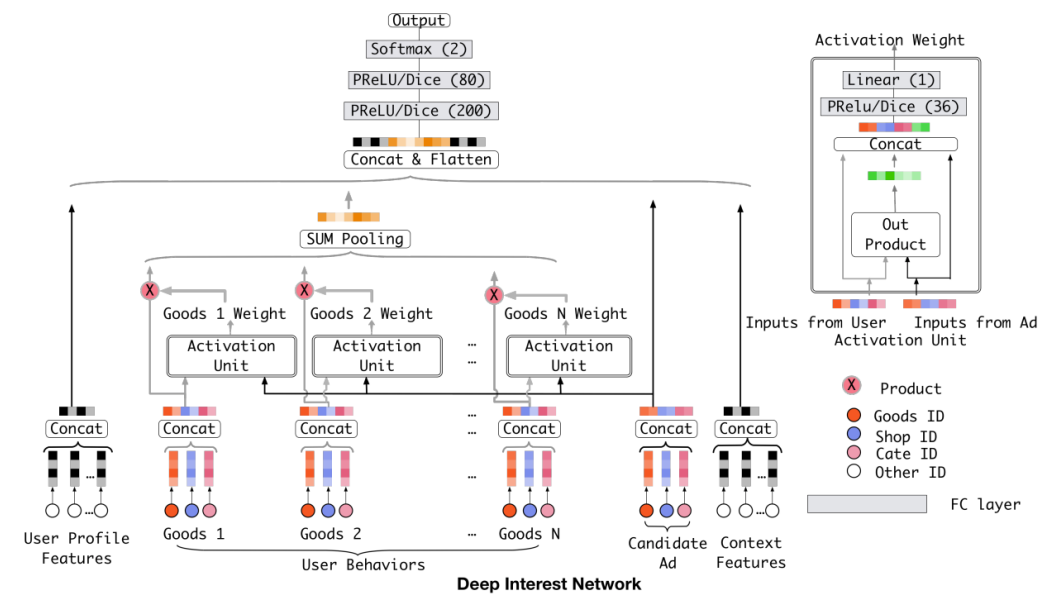 Output
Softmax (2)
PReLU/Dice (80)
PReLU/Dice (200)
Concat & Flatten
SUM Pooling
X
X
X
Goods 1 Weight
Goods 2 Weight
Goods N Weight
Activation
Unit
Activation
Unit
...
...
Activation
Unit
Concat
Concat
Concat
...
...
Concat
Concat
Concat
...
...
...
...
User Profile
Features
Goods 1
Goods 2
...
Goods N
User Behaviors
Candidate
Ad
Context
Features
Activation Weight
Linear (1)
PRelu/Dice (36)
Concat
Out
Product
Inputs from User
Inputs from Ad
Activation Unit
X
Product
Goods ID
Shop ID
Cate ID
Other ID
FC layer
Deep Interest Network